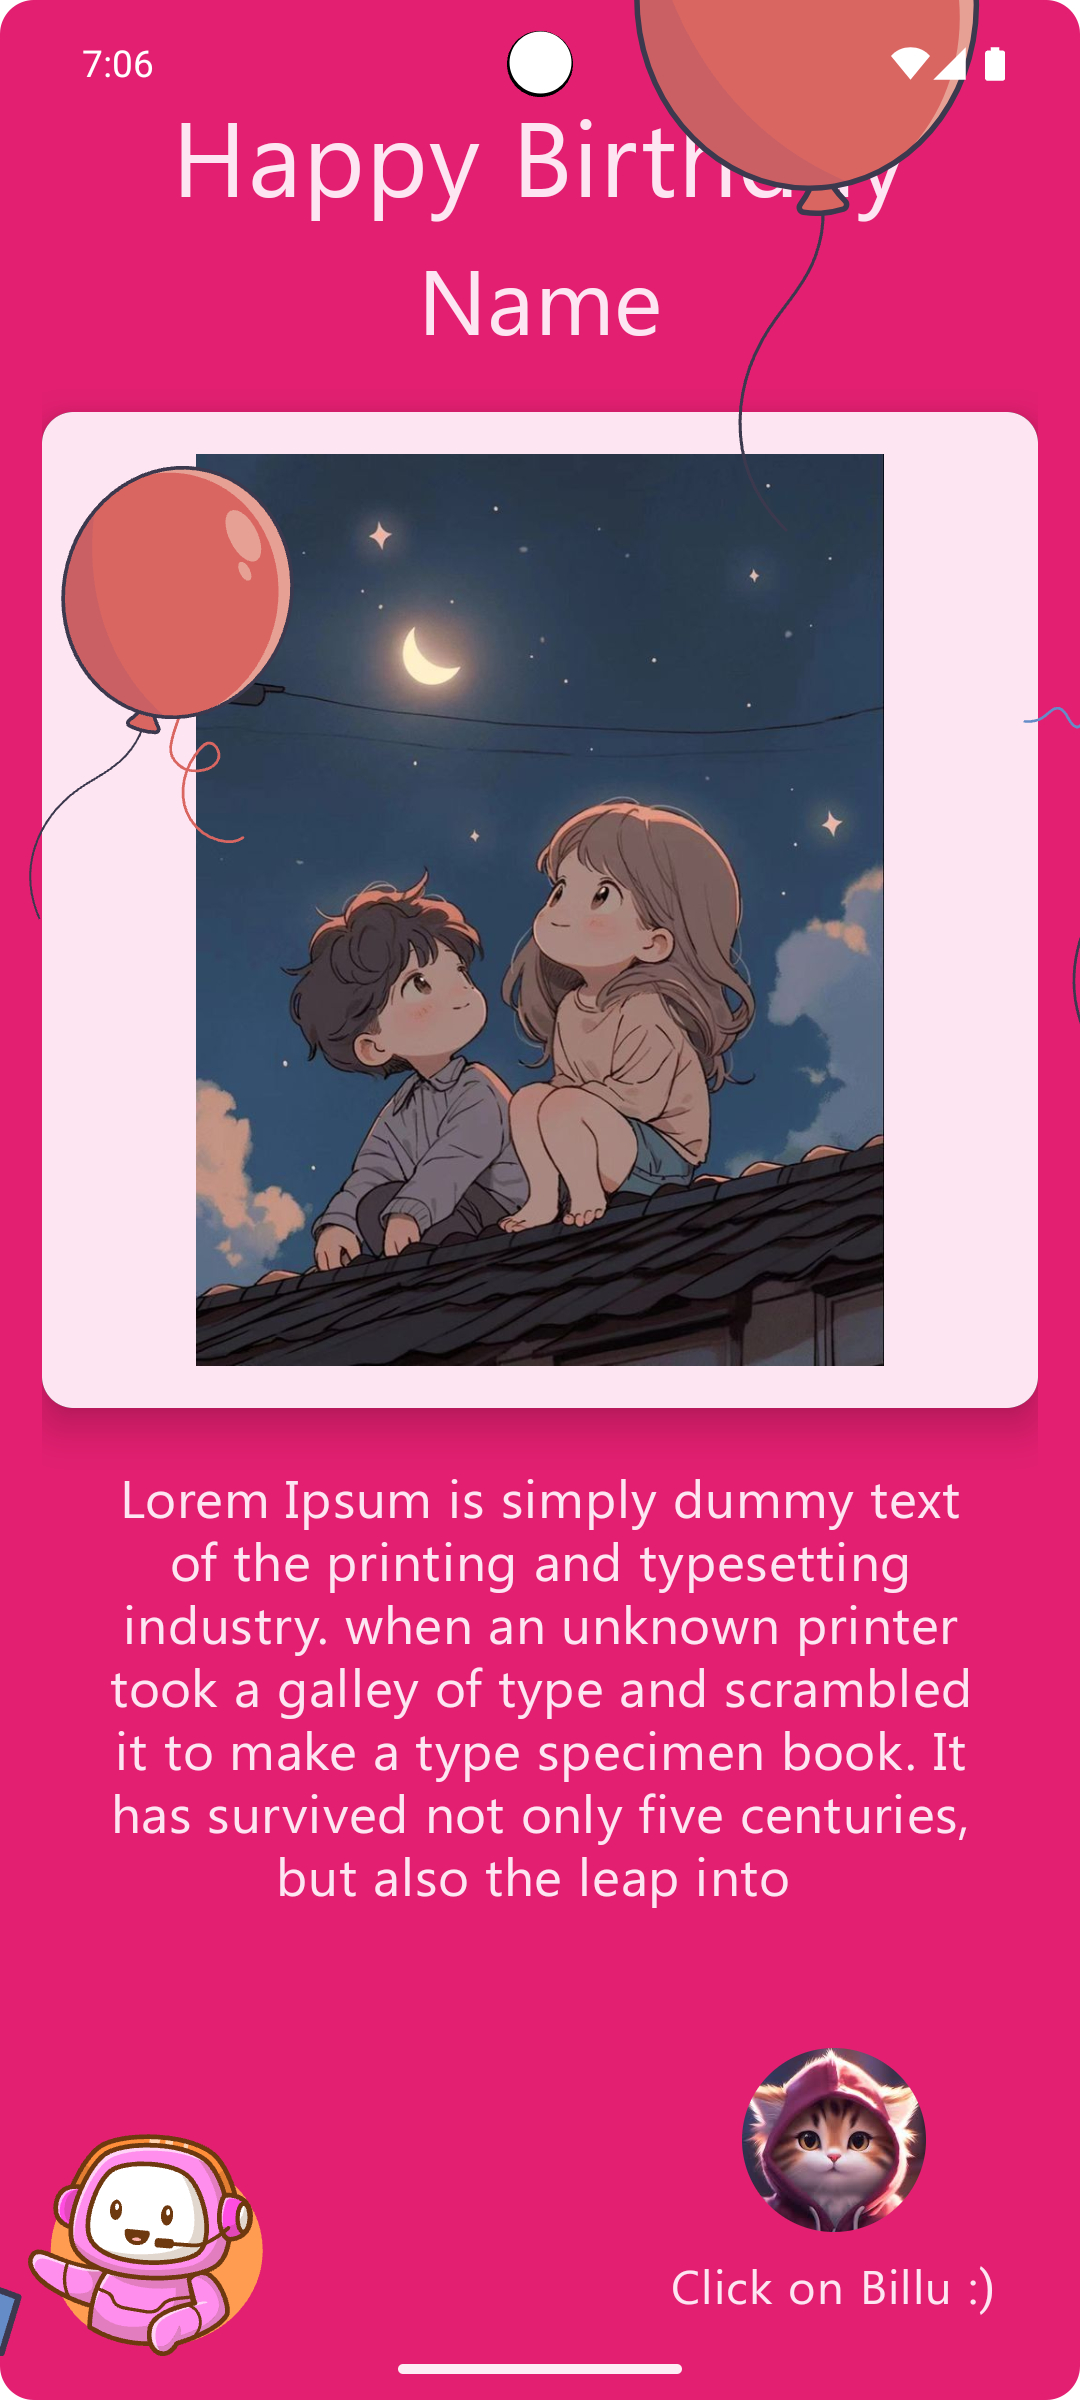 7:06
Happy Birthday
Name
Lorem Ipsum is simply dummy text
of the printing and typesetting
industry. when an unknown printer
took a galley of type and scrambled
it to make a type specimen book. It
has survived not only five centuries,
but also the leap into
Click on Billu :)